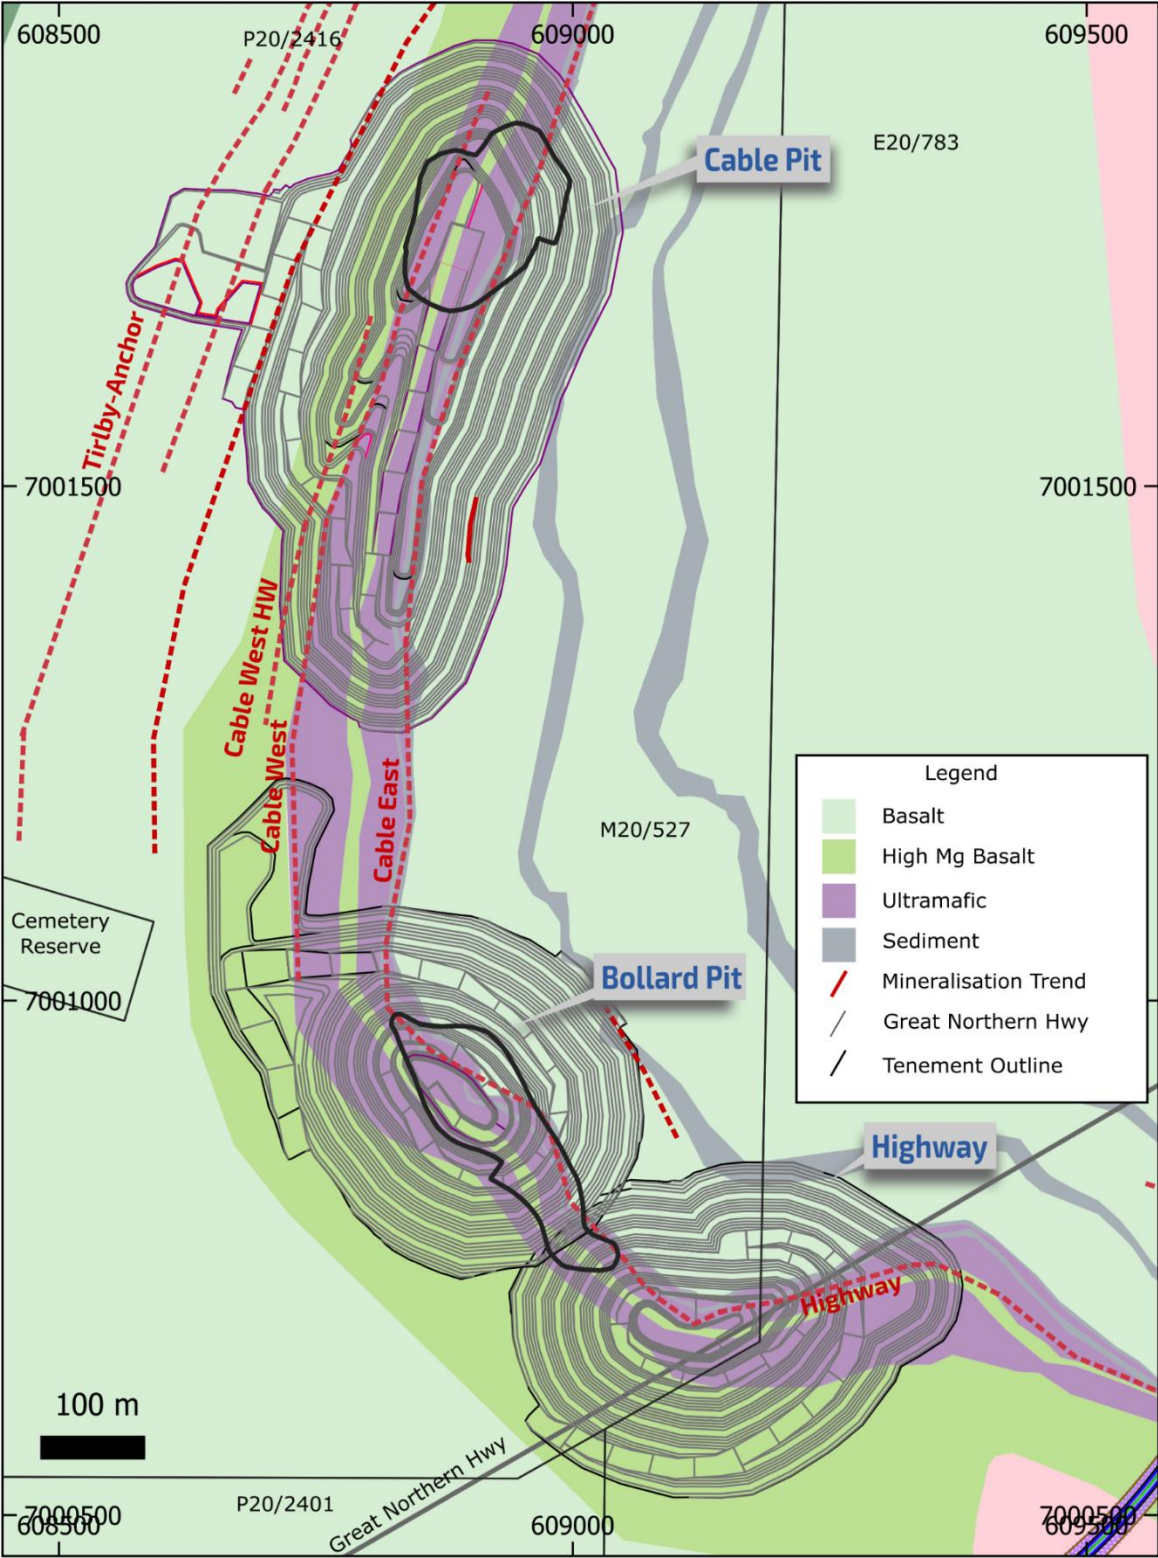 608500
609000
609500
P20/2416
E20/783
Cable Pit
Tirlby-Anchor
7001500
7001500
Cable West HW
Cable West
Cable East
M20/527
Legend
Basalt
High Mg Basalt
Ultramafic
Sediment
Mineralisation Trend
Great Northern Hwy
Tenement Outline
Cemetery
Reserve
Bollard Pit
7001000
Highway
Highway
100 m
P20/2401
Great Northern Hwy
7000500
7000500
608500
609000
609500